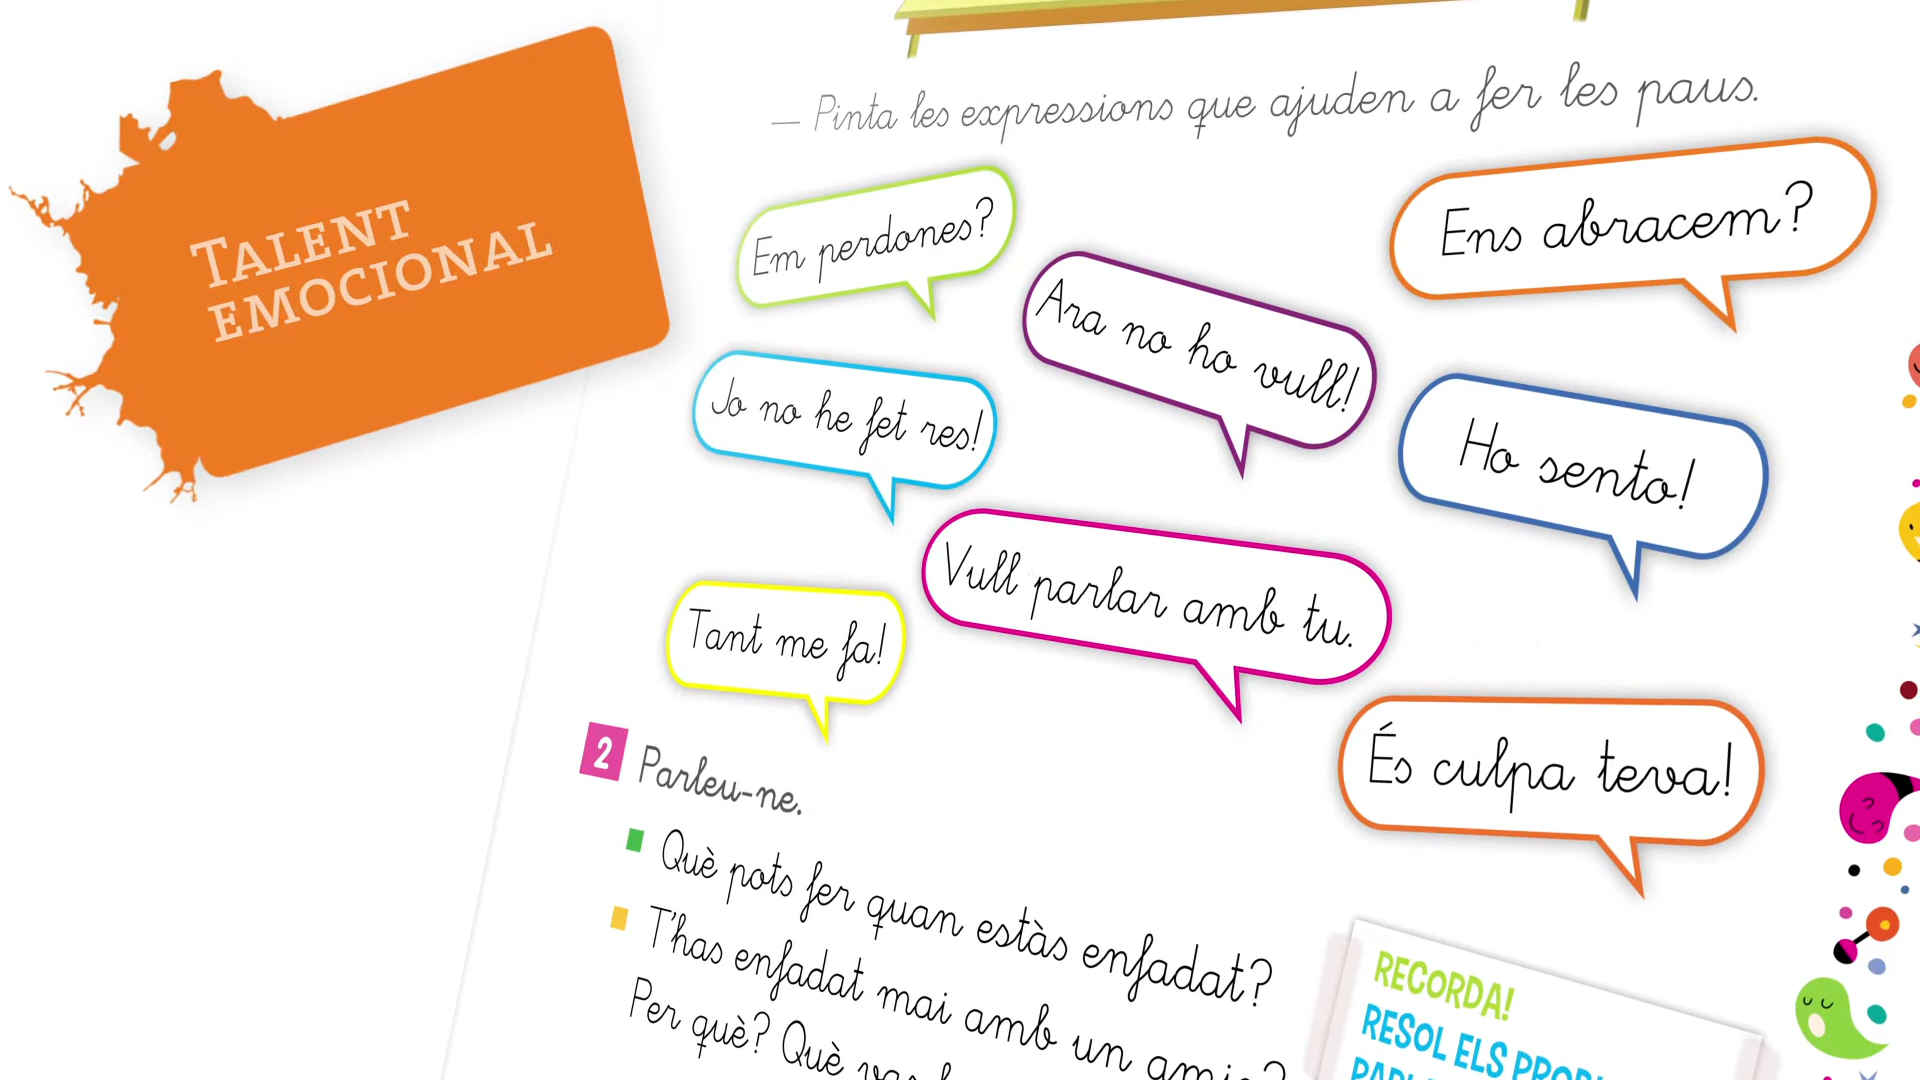 TALENT
EMOCIONAL
— Pinta les expressions que ajuden a fer les paus.
Em perdones?
Ens abracem?
Ara no ho vull!
Jo no he fet res!
Ho sento!
Vull parlar amb tu.
Tant me fa!
És culpa teva!
2 Parleu-ne.
Què pots fer quan estàs enfadat?
T'has enfadat mai amb un amic?
Per què? Què
RECORDA!
RESOL ELS